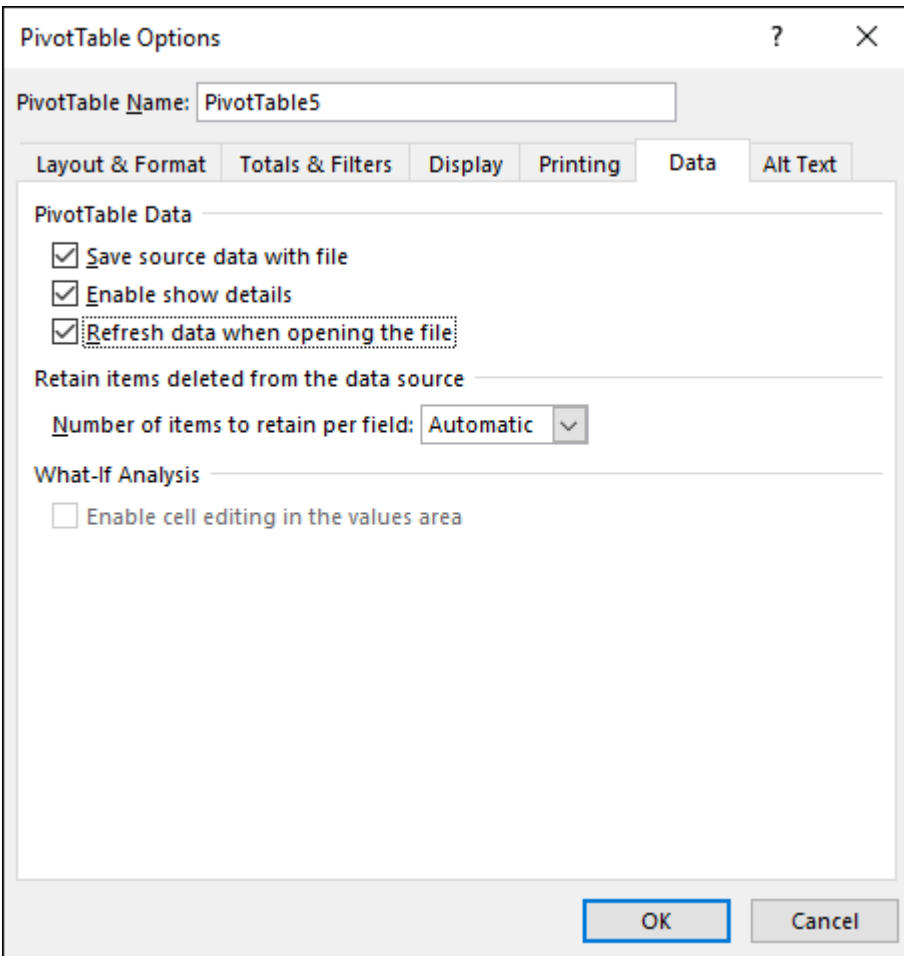 PivotTable Options ?
PivotTable Name: PivotTable5
Layout & Format Totals & Filters Display Printing Data Alt Text
PivotTable Data
Save source data with file
Enable show details
Refresh data when opening the file
Retain items deleted from the data source
Number of items to retain per field: Automatic
What-If Analysis
Enable cell editing in the values area
OK Cancel